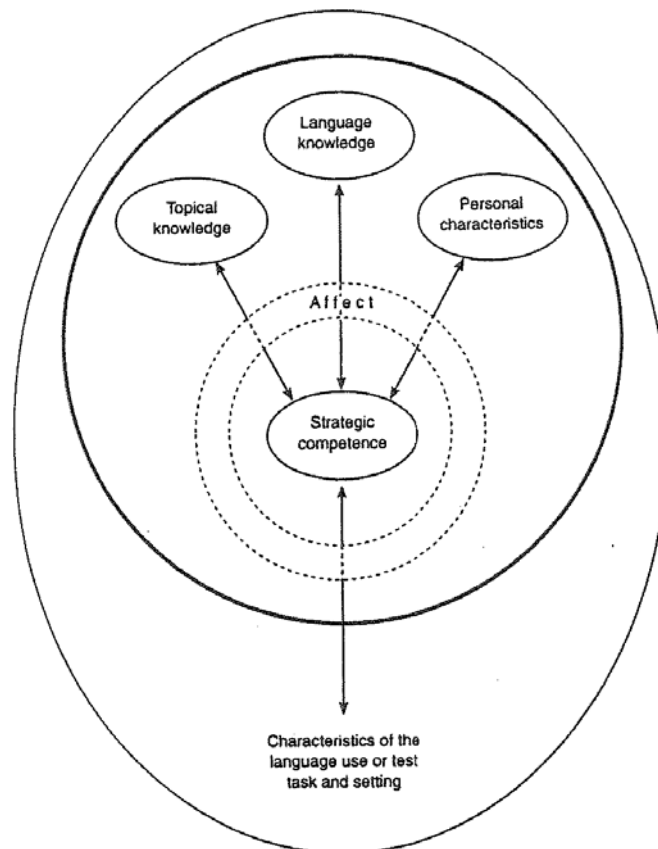 Language
knowledge
Topical
knowledge
Personal
characteristics
Affect
Strategic
competence
Characteristics of the
language use or test
task and setting